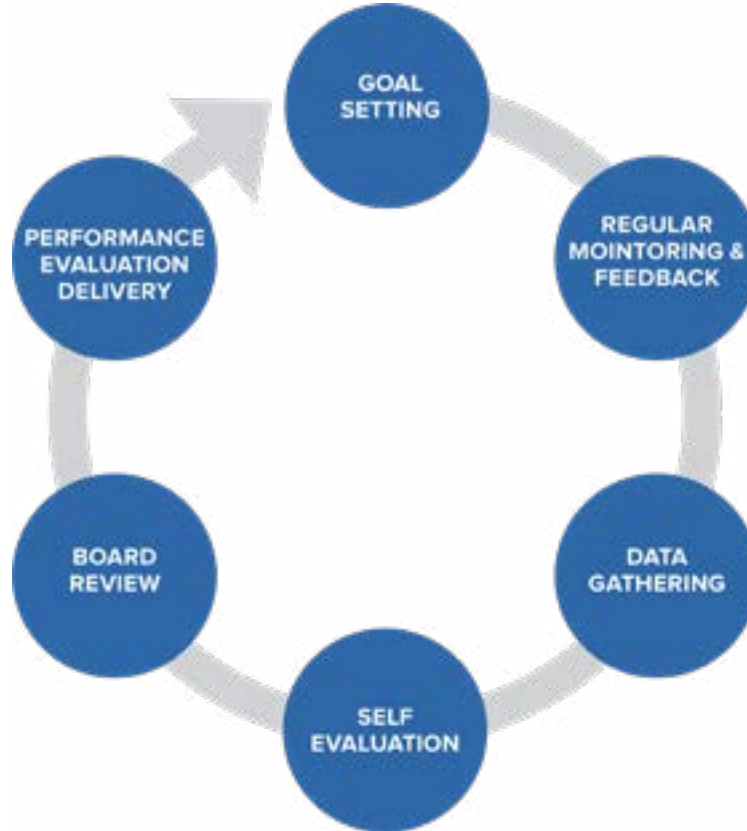 GOAL
SETTING
REGULAR
MOINTORING &
FEEDBACK
DATA
GATHERING
SELF
EVALUATION
BOARD
REVIEW
PERFORMANCE
EVALUATION
DELIVERY